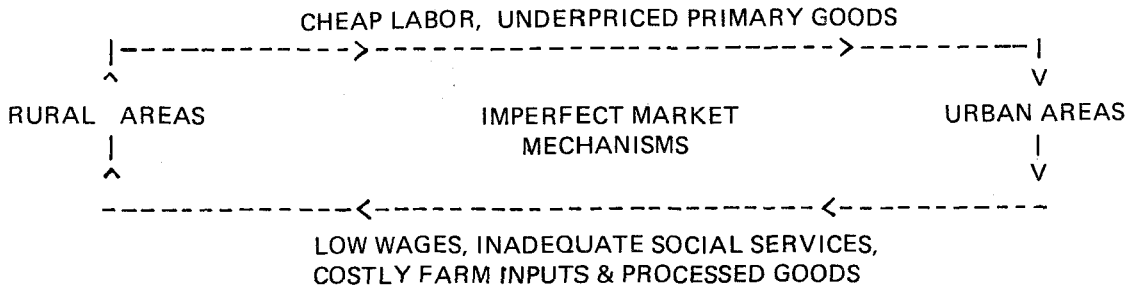 CHEAP LABOR, UNDERPRICED PRIMARY GOODS
RURAL AREAS
IMPERFECT MARKET
MECHANISMS
URBAN AREAS
LOW WAGES, INADEQUATE SOCIAL SERVICES,
COSTLY FARM INPUTS & PROCESSED GOODS